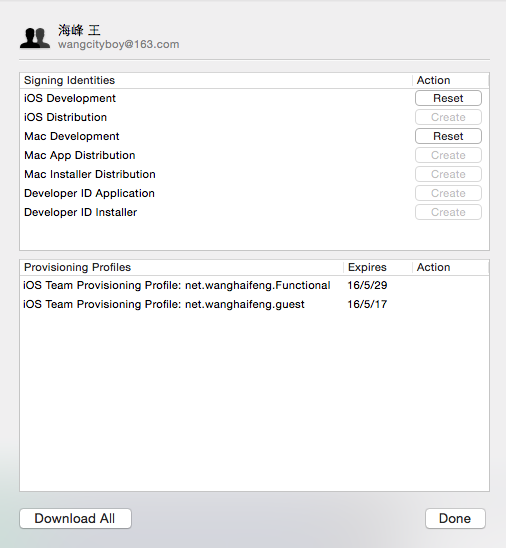 海峰 王
wangcityboy@163.com
Signing Identities Action
iOS Development Reset
iOS Distribution Create
Mac Development Reset
Mac App Distribution Create
Mac Installer Distribution Create
Developer ID Application Create
Developer ID Installer Create
Provisioning Profiles Expires Action
iOS Team Provisioning Profile: net.wanghaifeng.Functional 16/5/29
iOS Team Provisioning Profile: net.wanghaifeng.guest 16/5/17
Download All Done